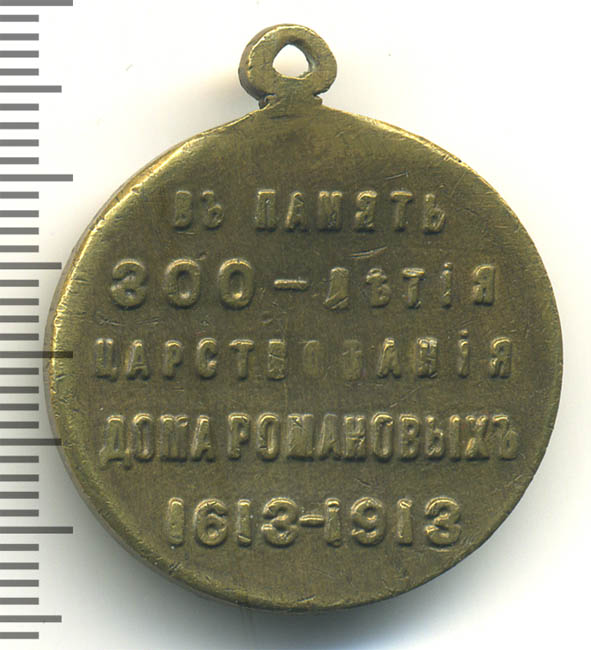 ВЪ ПАМЯТЬ
300-ЛѢТІЯ
ЦАРСТВОВАНІЯ
ДОМА РОМАНОВЫХЪ
1613-1913